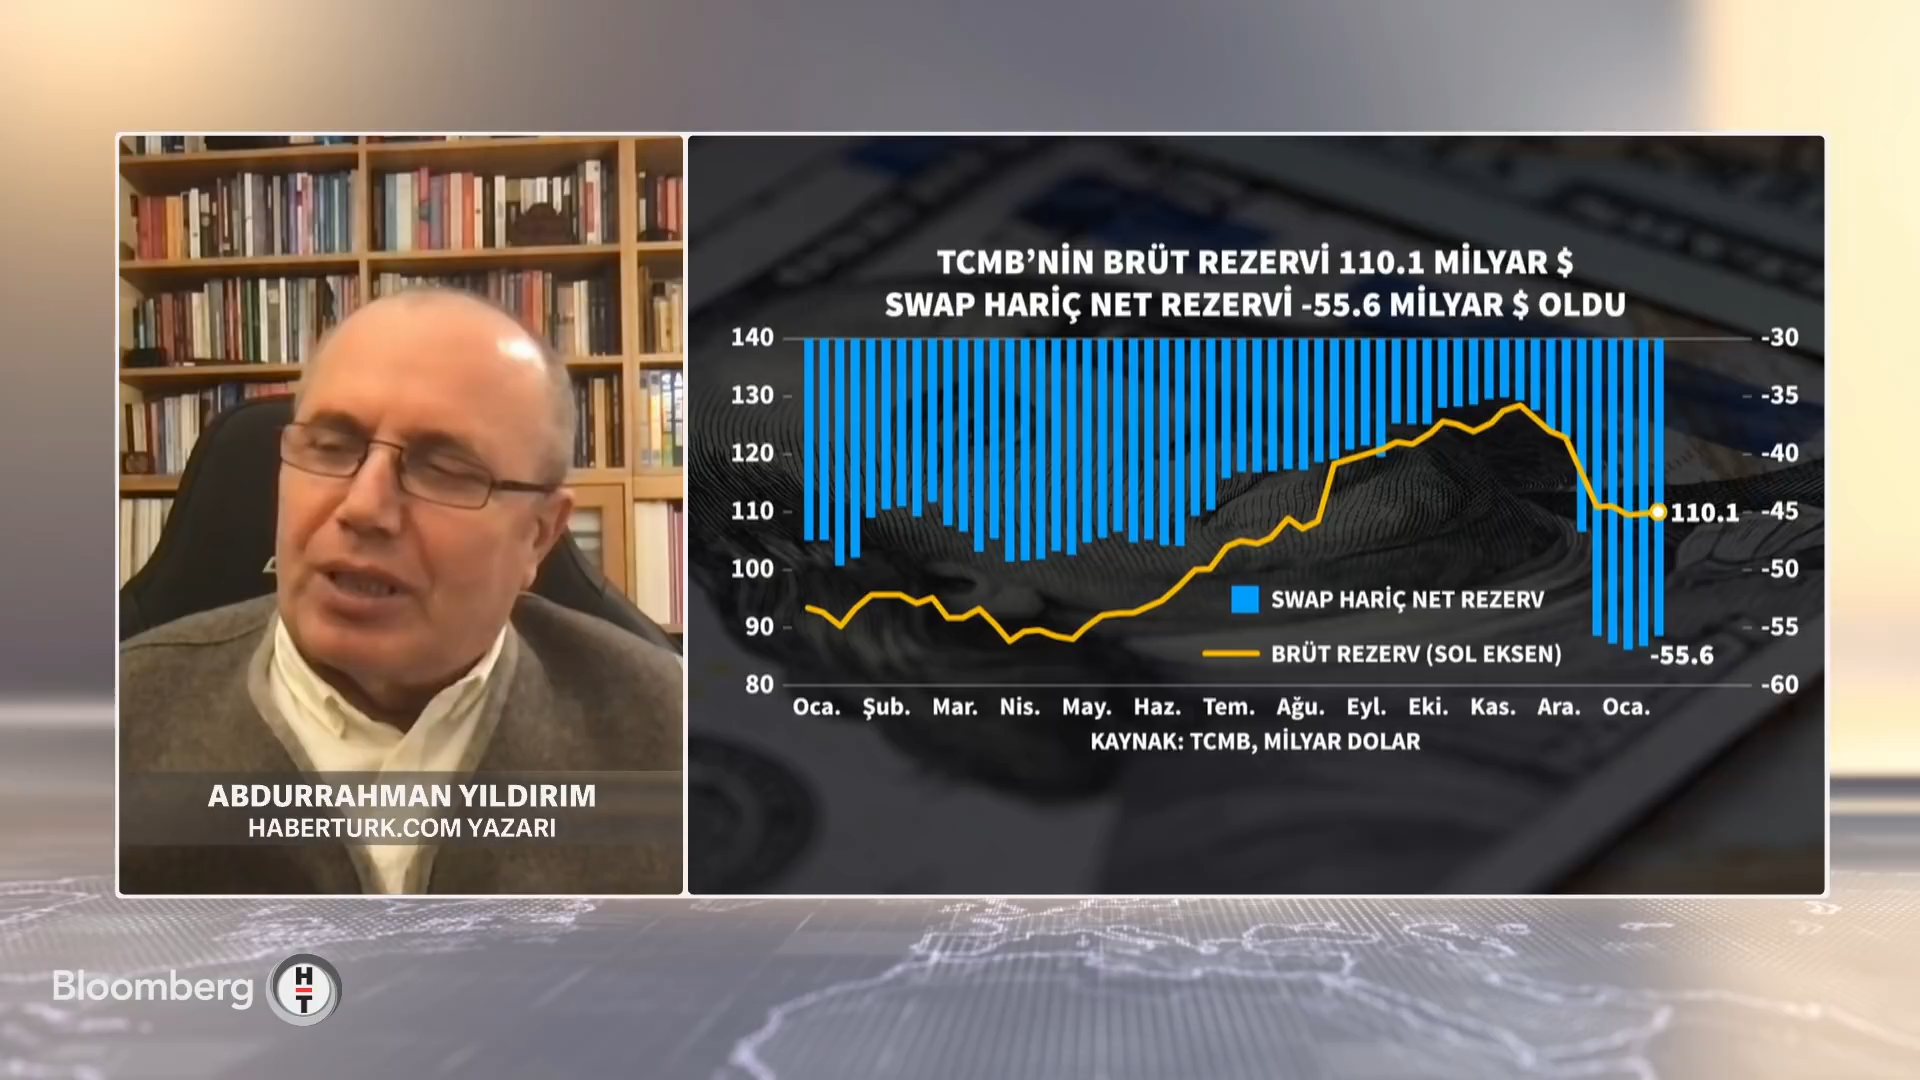 TCMB’NİN BRÜT REZERVİ 110.1 MİLYAR $
SWAP HARİÇ NET REZERVİ -55.6 MİLYAR $ OLDU
140
130
120
110
100
90
80
-30
-35
-40
-45
-50
-55
-60
110.1
-55.6
SWAP HARİÇ NET REZERV
BRÜT REZERV (SOL EKSEN)
Oca. Şub. Mar. Nis. May. Haz. Tem. Ağu. Eyl. Eki. Kas. Ara. Oca.
KAYNAK: TCMB, MİLYAR DOLAR
ABDURRAHMAN YILDIRIM
HABERTURK.COM YAZARI
Bloomberg HT